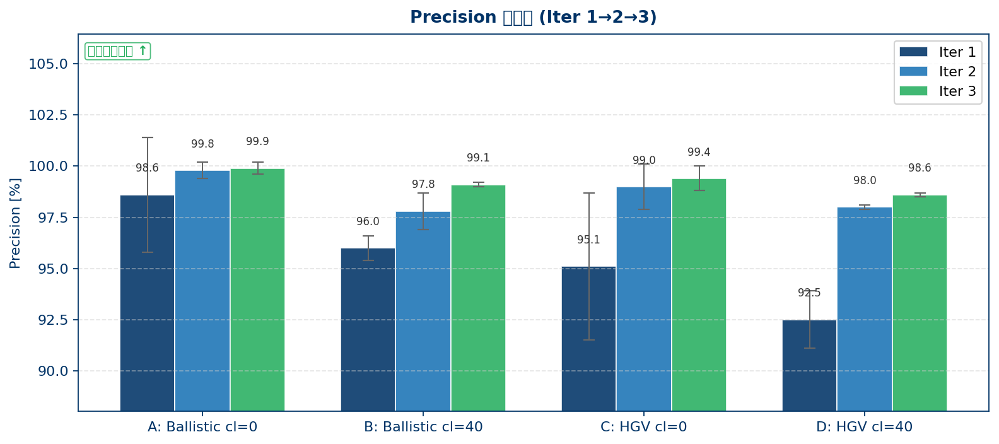 Precision (Iter 1→2→3)
↑
Iter 1
Iter 2
Iter 3
Precision [%]
105.0
102.5
100.0
97.5
95.0
92.5
90.0
98.6
99.8
99.9
96.0
97.8
99.1
95.1
99.0
99.4
92.5
98.0
98.6
A: Ballistic cl=0
B: Ballistic cl=40
C: HGV cl=0
D: HGV cl=40